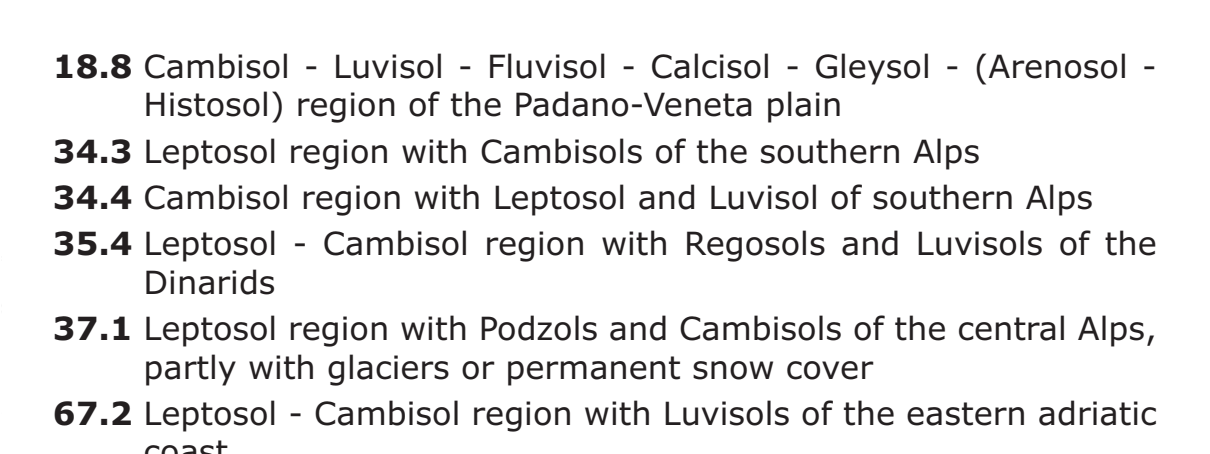 18.8 Cambisol - Luvisol - Fluvisol - Calcisol - Gleysol - (Arenosol -
Histosol) region of the Padano-Veneta plain
34.3 Leptosol region with Cambisols of the southern Alps
34.4 Cambisol region with Leptosol and Luvisol of southern Alps
35.4 Leptosol - Cambisol region with Regosols and Luvisols of the
Dinarids
37.1 Leptosol region with Podzols and Cambisols of the central Alps,
partly with glaciers or permanent snow cover
67.2 Leptosol - Cambisol region with Luvisols of the eastern adriatic
coast